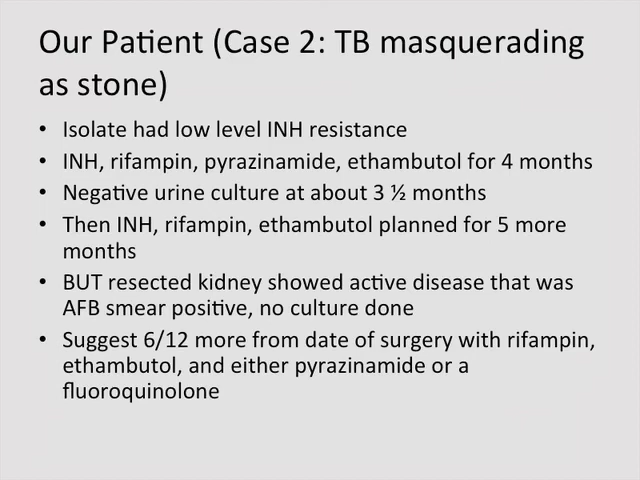 Our Patient (Case 2: TB masquerading
as stone)
• Isolate had low level INH resistance
• INH, rifampin, pyrazinamide, ethambutol for 4 months
• Negative urine culture at about 3 ½ months
• Then INH, rifampin, ethambutol planned for 5 more
months
• BUT resected kidney showed active disease that was
AFB smear positive, no culture done
• Suggest 6/12 more from date of surgery with rifampin,
ethambutol, and either pyrazinamide or a
fluoroquinolone